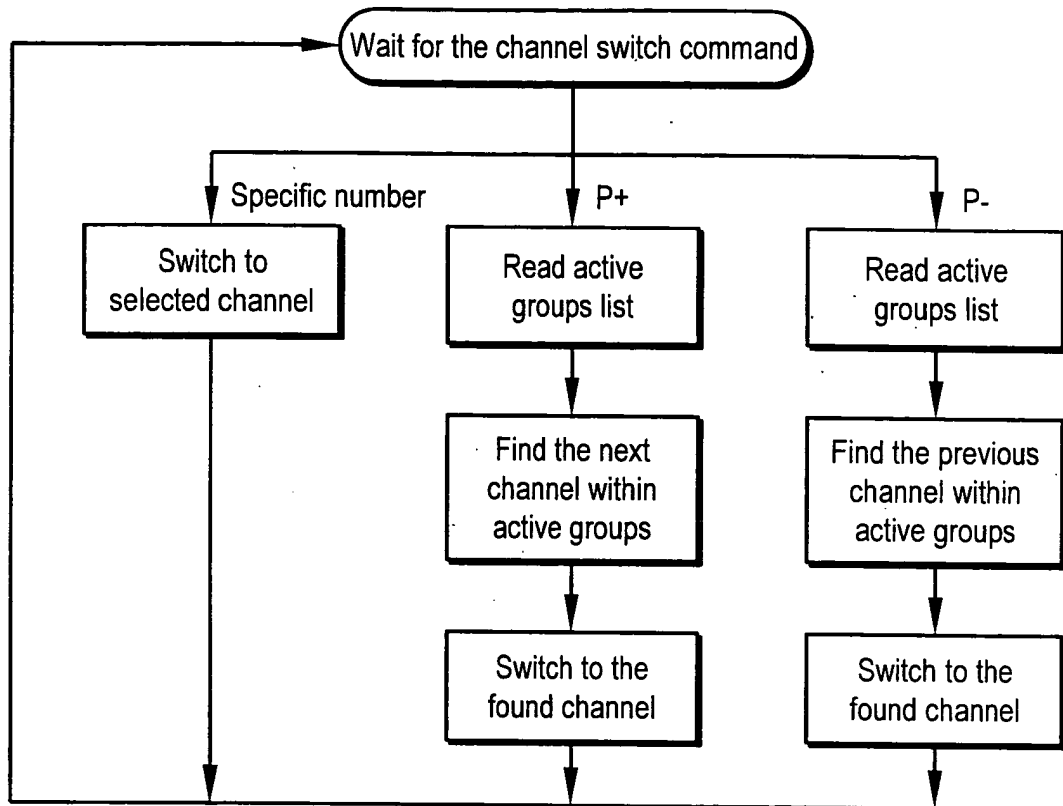 Wait for the channel switch command
Specific number
P+
P-
Switch to
selected channel
Read active
groups list
Read active
groups list
Find the next
channel within
active groups
Find the previous
channel within
active groups
Switch to the
found channel
Switch to the
found channel